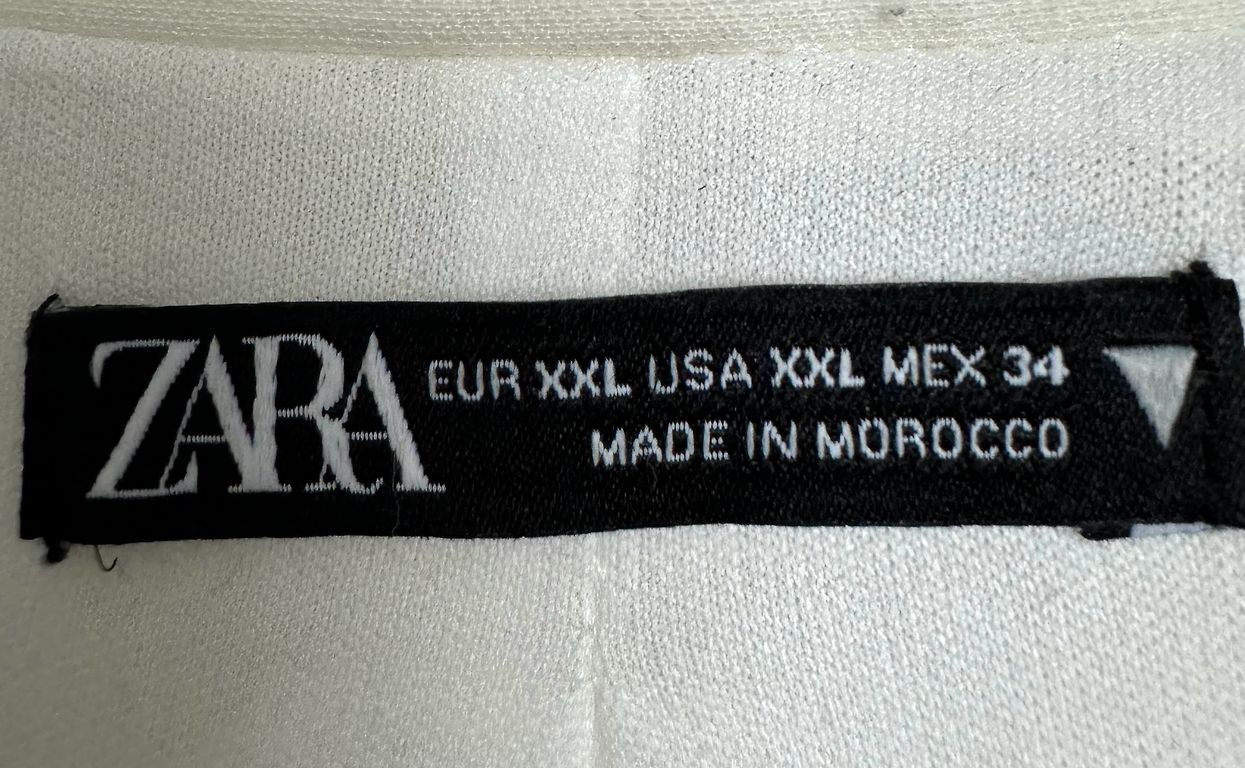 ZARA
EUR XXL USA XXL MEX 34
MADE IN MOROCCO